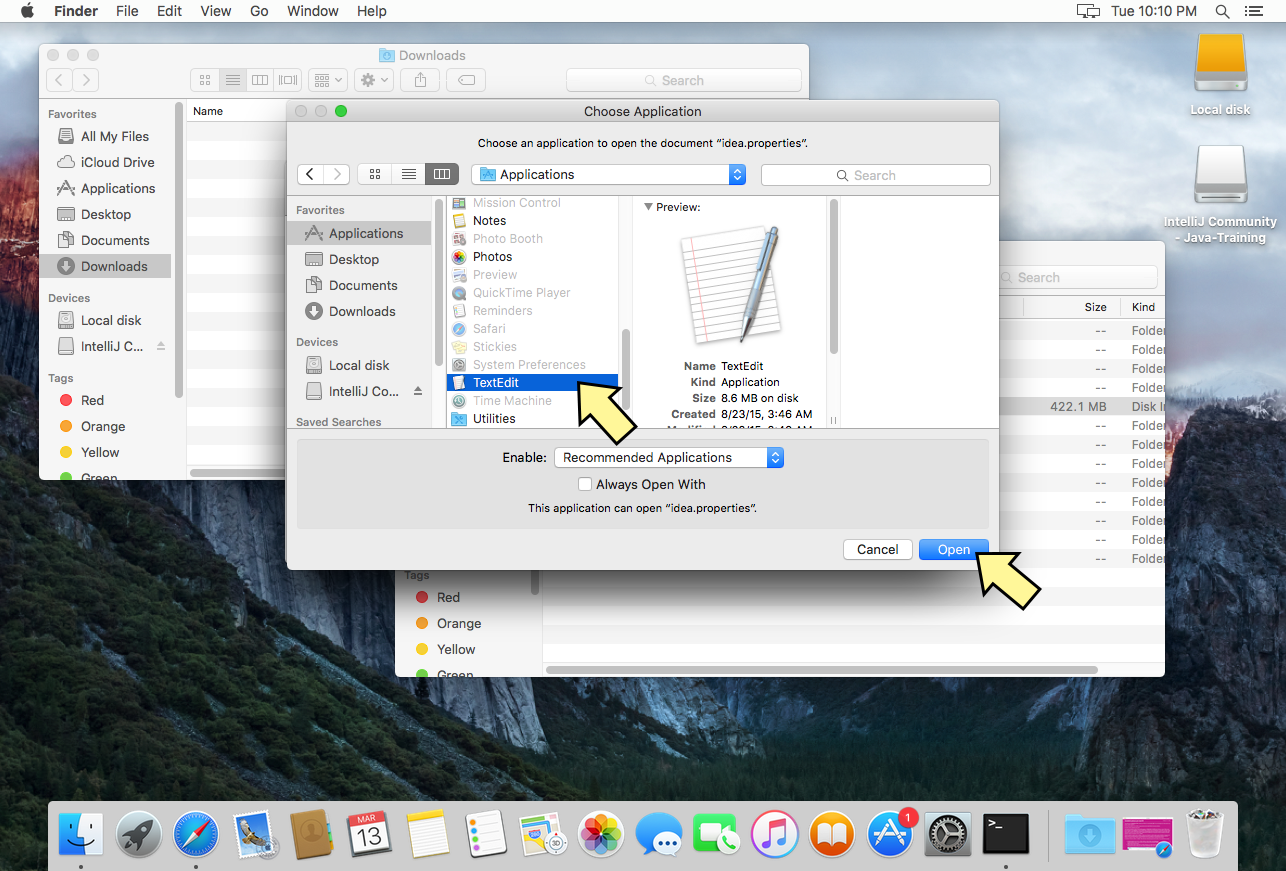 Finder File Edit View Go Window Help
Tue 10:10 PM
Downloads
Search
Favorites
All My Files
iCloud Drive
Applications
Desktop
Documents
Downloads
Devices
Local disk
IntelliJ C...
Tags
Red
Orange
Yellow
Green
Name
Choose Application
Choose an application to open the document “idea.properties”.
Applications
Search
Favorites
Applications
Desktop
Documents
Downloads
Devices
Local disk
IntelliJ Co...
Saved Searches
Mission Control
Notes
Photo Booth
Photos
Preview
QuickTime Player
Reminders
Safari
Stickies
System Preferences
TextEdit
Time Machine
Utilities
Preview:
Name TextEdit
Kind Application
Size 8.6 MB on disk
Created 8/23/15, 3:46 AM
Enable: Recommended Applications
Always Open With
This application can open “idea.properties”.
Cancel Open
Local disk
IntelliJ Community
- Java-Training
Search
Size Kind
-- Folder
-- Folder
-- Folder
-- Folder
422.1 MB Disk I
-- Folder
-- Folder
-- Folder
-- Folder
-- Folder
-- Folder
-- Folder
-- Folder
Tags
Red
Orange
Yellow
Green
MAR
13
280
3D
1
>_